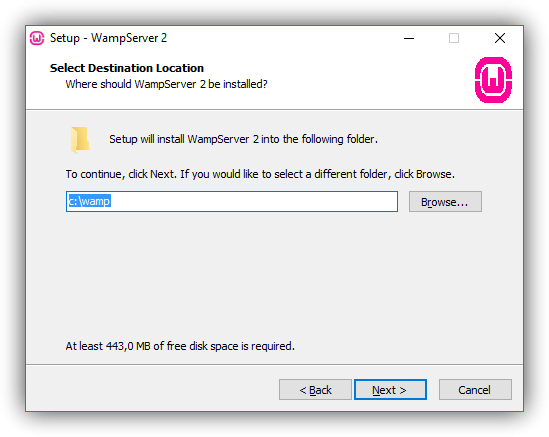 Setup - WampServer 2
Select Destination Location
Where should WampServer 2 be installed?
Setup will install WampServer 2 into the following folder.
To continue, click Next. If you would like to select a different folder, click Browse.
c:\wamp
Browse...
At least 443,0 MB of free disk space is required.
< Back
Next >
Cancel